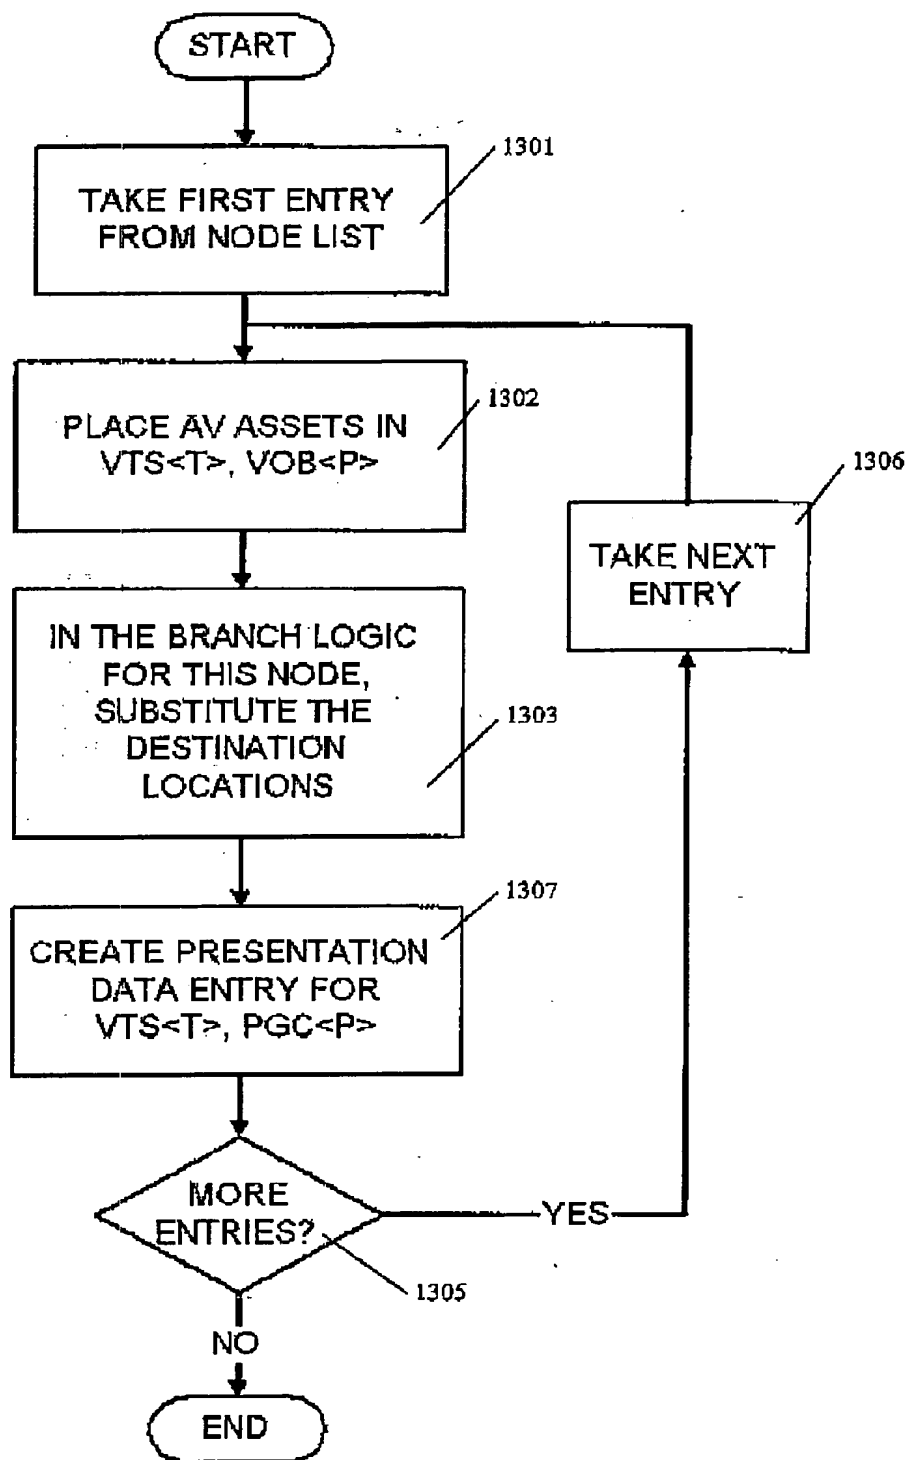 START
1301
TAKE FIRST ENTRY
FROM NODE LIST
1302
PLACE AV ASSETS IN
VTS<T>, VOB<P>
1306
TAKE NEXT
ENTRY
IN THE BRANCH LOGIC
FOR THIS NODE,
SUBSTITUTE THE
DESTINATION
LOCATIONS
1303
1307
CREATE PRESENTATION
DATA ENTRY FOR
VTS<T>, PGC<P>
MORE
ENTRIES?
YES
1305
NO
END